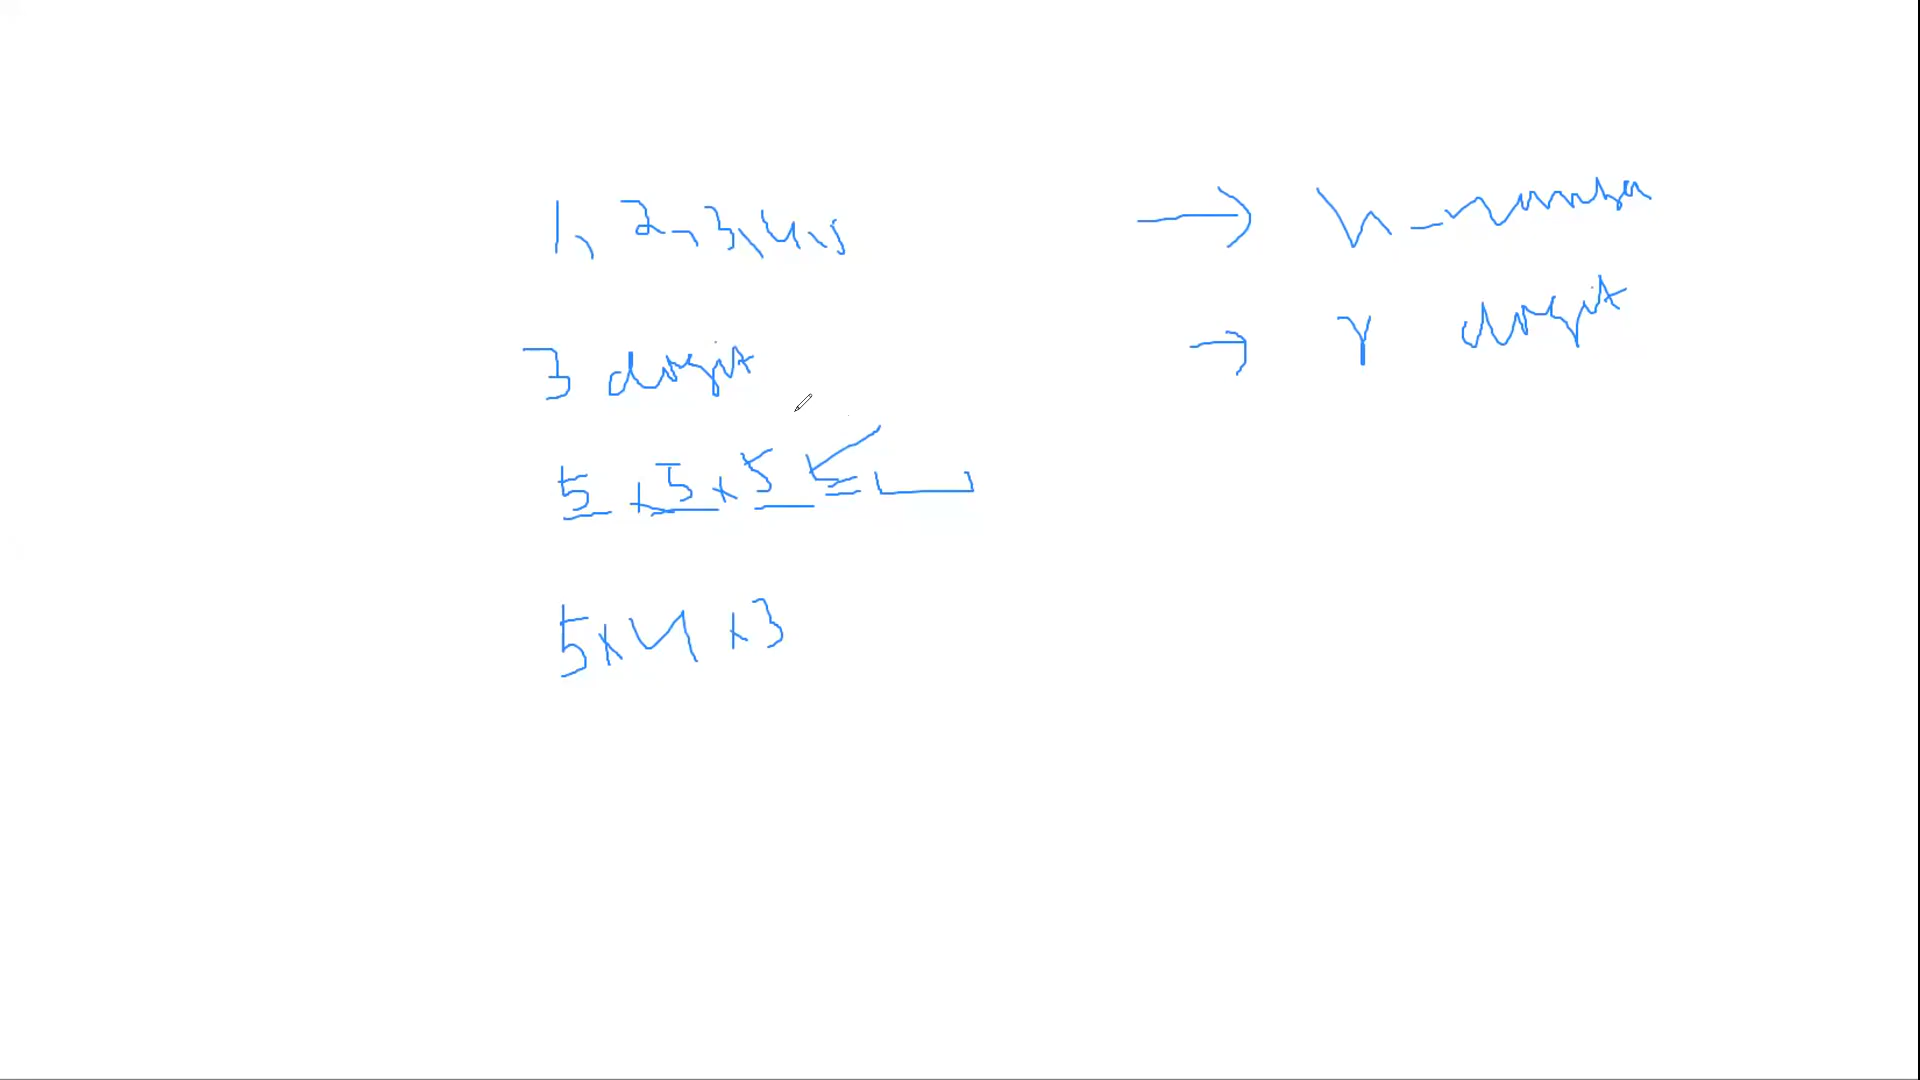 1, 2, 3, 4, 5 → n - number
3 digit → r digit
5 × 5 × 5 =
5 × 4 × 3